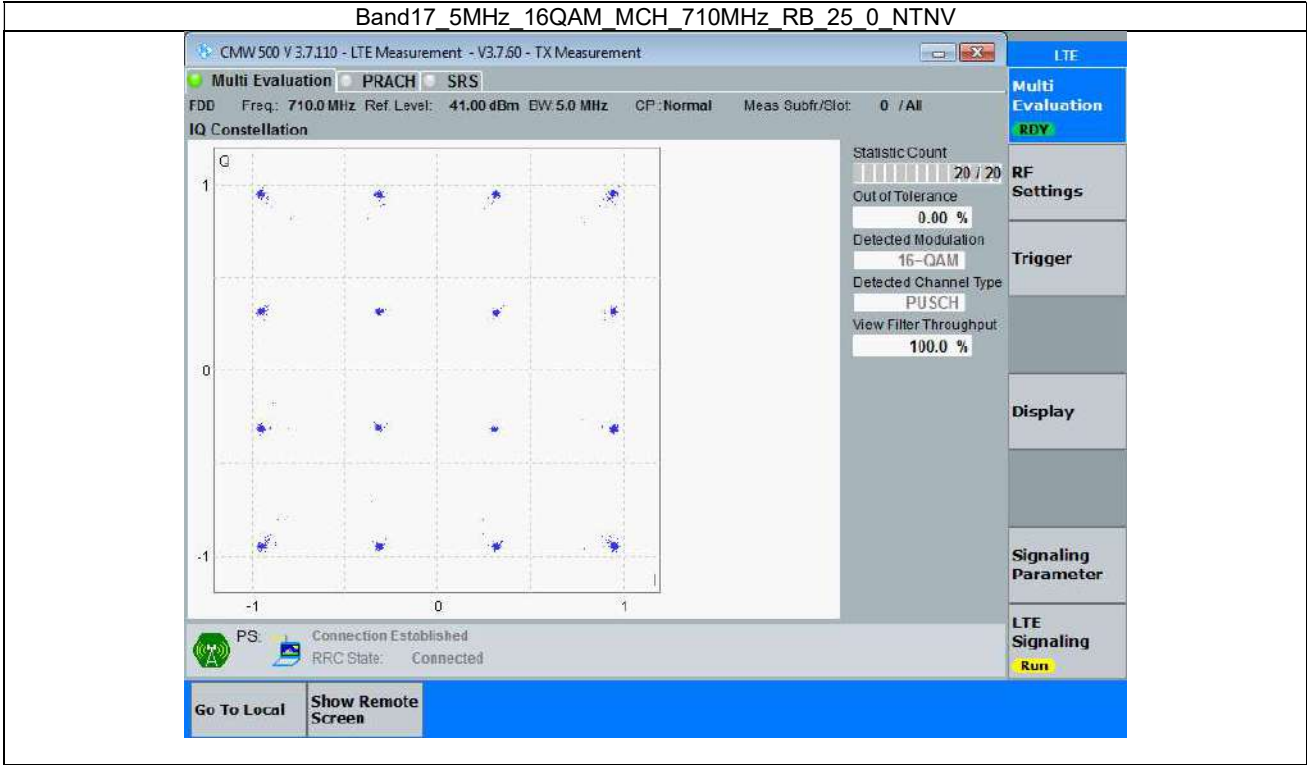 Band17_5MHz_16QAM_MCH_710MHz_RB_25_0_NTNV
CMW 500 V 3.7.110 - LTE Measurement - V3.7.60 - TX Measurement
LTE
Multi Evaluation PRACH SRS
FDD Freq.: 710.0 MHz Ref. Level: 41.00 dBm BW: 5.0 MHz CP: Normal Meas Subfr/Slot: 0 / All
IQ Constellation
Q
1
0
-1
-1 0 1
I
Statistic Count
20 / 20
Out of Tolerance
0.00 %
Detected Modulation
16-QAM
Detected Channel Type
PUSCH
View Filter Throughput
100.0 %
Multi
Evaluation
RDY
RF
Settings
Trigger
Display
Signaling
Parameter
LTE
Signaling
Run
PS: Connection Established
RRC State: Connected
Go To Local
Show Remote
Screen